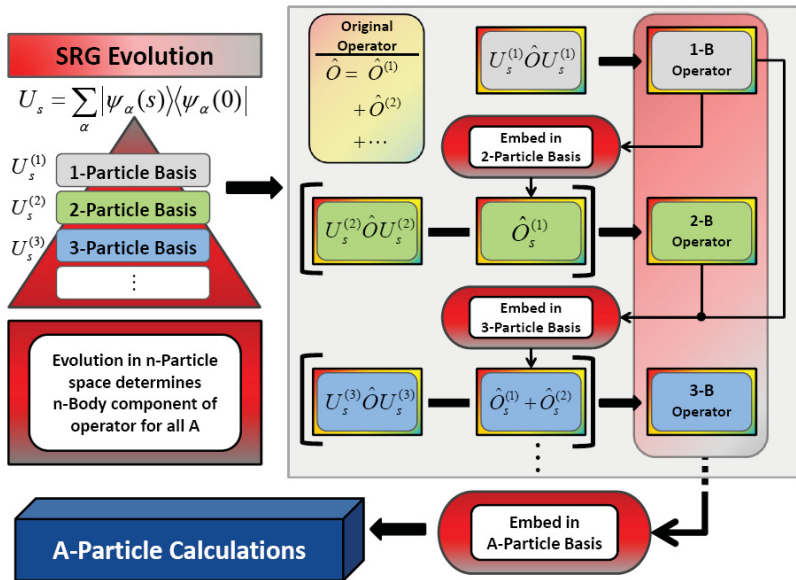 SRG Evolution
U_s = ∑_α |ψ_α(s)⟩⟨ψ_α(0)|
U_s^(1)
1-Particle Basis
U_s^(2)
2-Particle Basis
U_s^(3)
3-Particle Basis
⋮
Evolution in n-Particle
space determines
n-Body component of
operator for all A
Original
Operator
Ô = Ô^(1)
+ Ô^(2)
+ ⋯
U_s^(1) Ô U_s^(1)
1-B
Operator
Embed in
2-Particle Basis
[ U_s^(2) Ô U_s^(2) — Ô_s^(1) ]
2-B
Operator
Embed in
3-Particle Basis
[ U_s^(3) Ô U_s^(3) — Ô_s^(1) + Ô_s^(2) ]
3-B
Operator
⋮
A-Particle Calculations
Embed in
A-Particle Basis